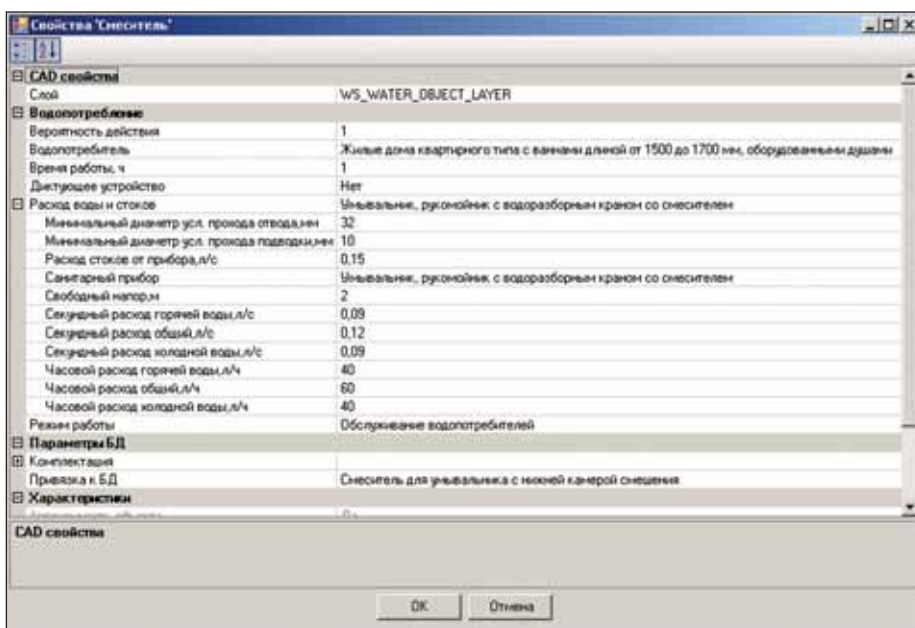 Свойства 'Смеситель'
CAD свойства
Слой WS_WATER_OBJECT_LAYER
Водопотребление
Вероятность действия 1
Водопотребитель Жилые дома квартирного типа с ваннами длиной от 1500 до 1700 мм, оборудованными душами
Время работы, ч 1
Диктующее устройство Нет
Расход воды и стоков Умывальник, рукомойник с водоразборным краном со смесителем
Минимальный диаметр усл. прохода отвода,мм 32
Минимальный диаметр усл. прохода подводки,мм 10
Расход стоков от прибора,л/с 0,15
Санитарный прибор Умывальник, рукомойник с водоразборным краном со смесителем
Свободный напор,м 2
Секундный расход горячей воды,л/с 0,09
Секундный расход общий,л/с 0,12
Секундный расход холодной воды,л/с 0,09
Часовой расход горячей воды,л/ч 40
Часовой расход общий,л/ч 60
Часовой расход холодной воды,л/ч 40
Режим работы Обслуживание водопотребителей
Параметры БД
Комплектация
Привязка к БД Смеситель для умывальника с нижней камерой смешения
Характеристики
CAD свойства
OK Отмена